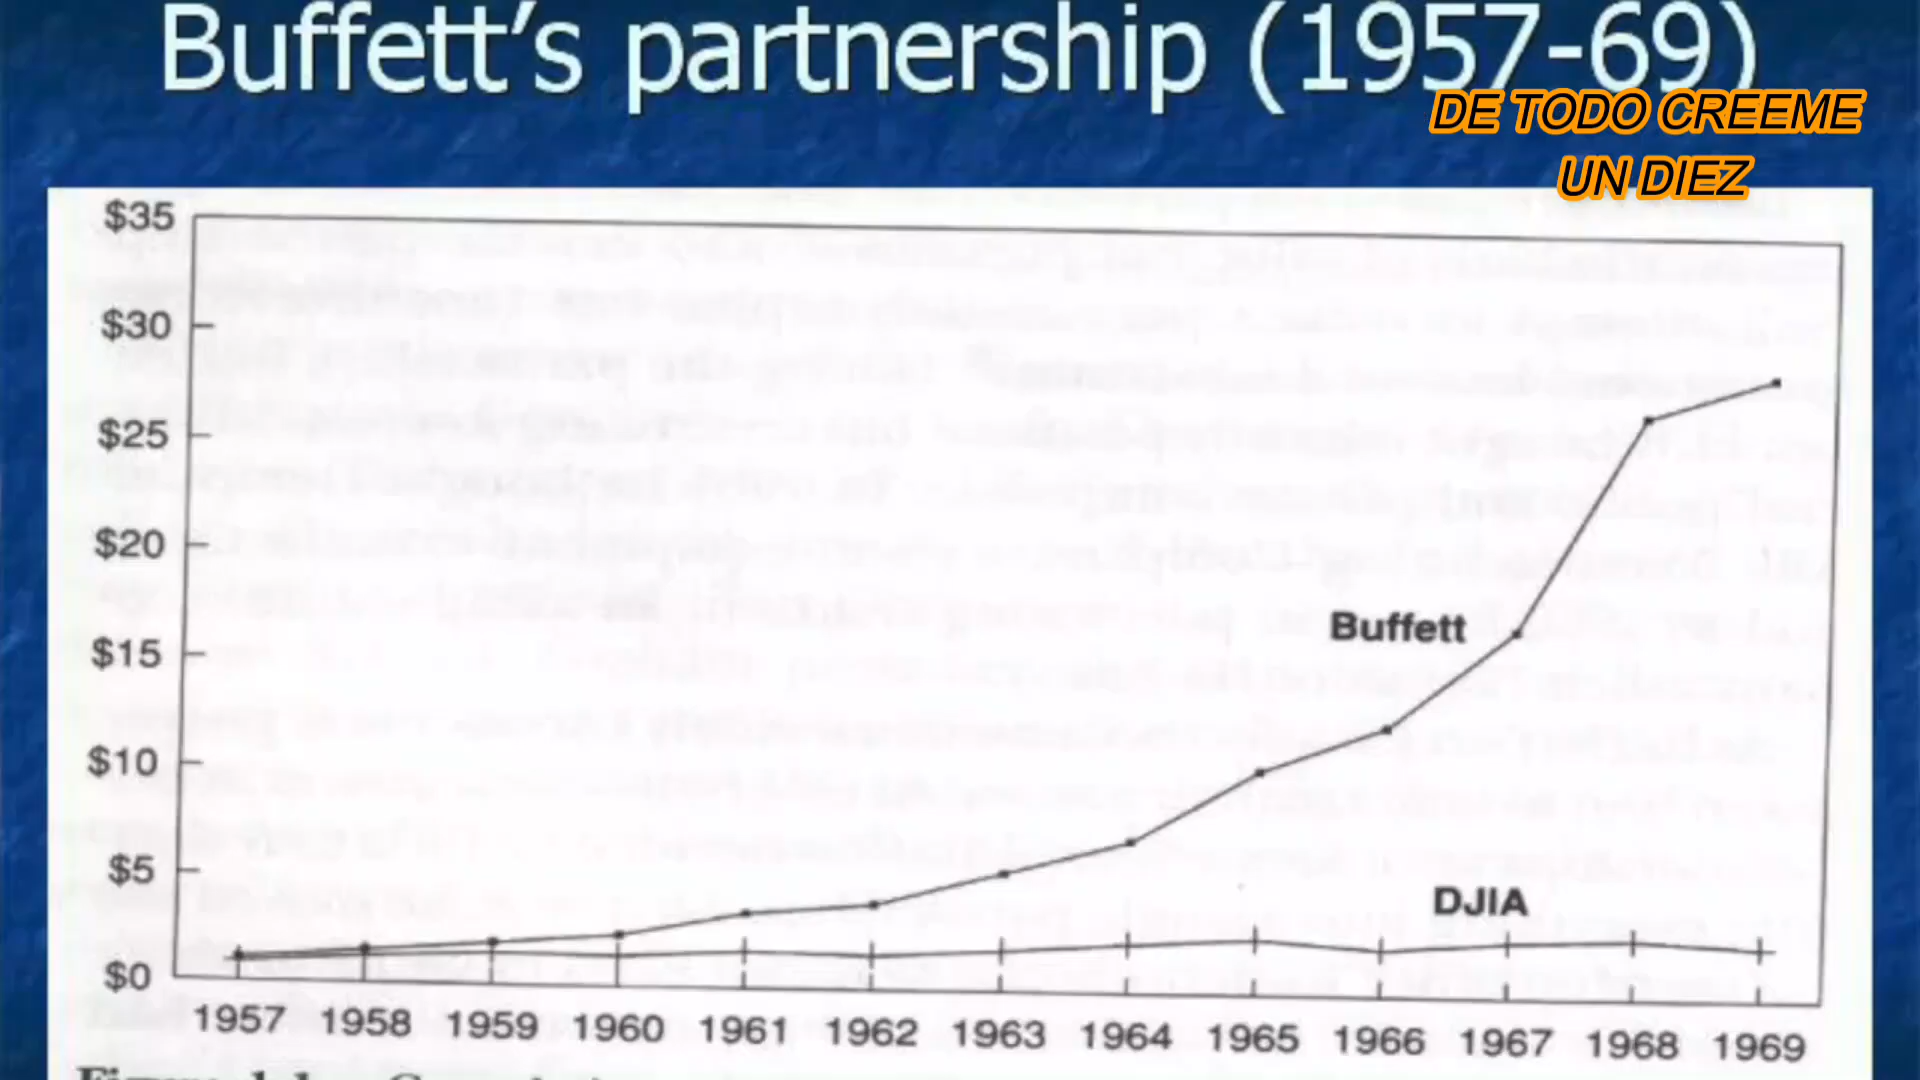 Buffett's partnership (1957-69)
DE TODO CREEME
UN DIEZ
$35
$30
$25
$20
$15
$10
$5
$0
Buffett
DJIA
1957 1958 1959 1960 1961 1962 1963 1964 1965 1966 1967 1968 1969